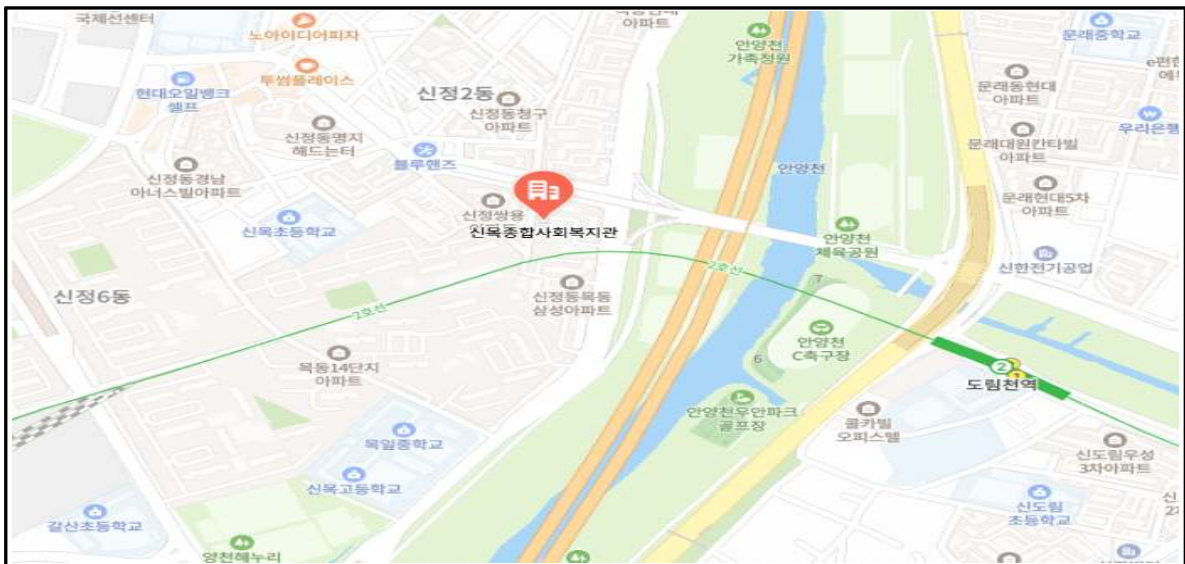 국제선센터
노아이디어피자
투썸플레이스
현대오일뱅크
셀프
신정2동
신정동청구
아파트
신정동명지
해드는터
블루핸즈
신정동경남
아너스빌아파트
신목초등학교
신정쌍용
신목종합사회복지관
신정6동
2호선
신정동목동
삼성아파트
목동14단지
아파트
목일중학교
신목고등학교
갈산초등학교
양천해누리
안양천
가족정원
안양천
안양천
체육공원
2호선
7
6
안양천
C축구장
안양천우안파크
골프장
문래중학교
문래동현대
아파트
우리은행
문래대원칸타빌
아파트
문래현대5차
아파트
신한전기공업
2
도림천역
콜카빌
오피스텔
신도림우성
3차아파트
신도림
초등학교